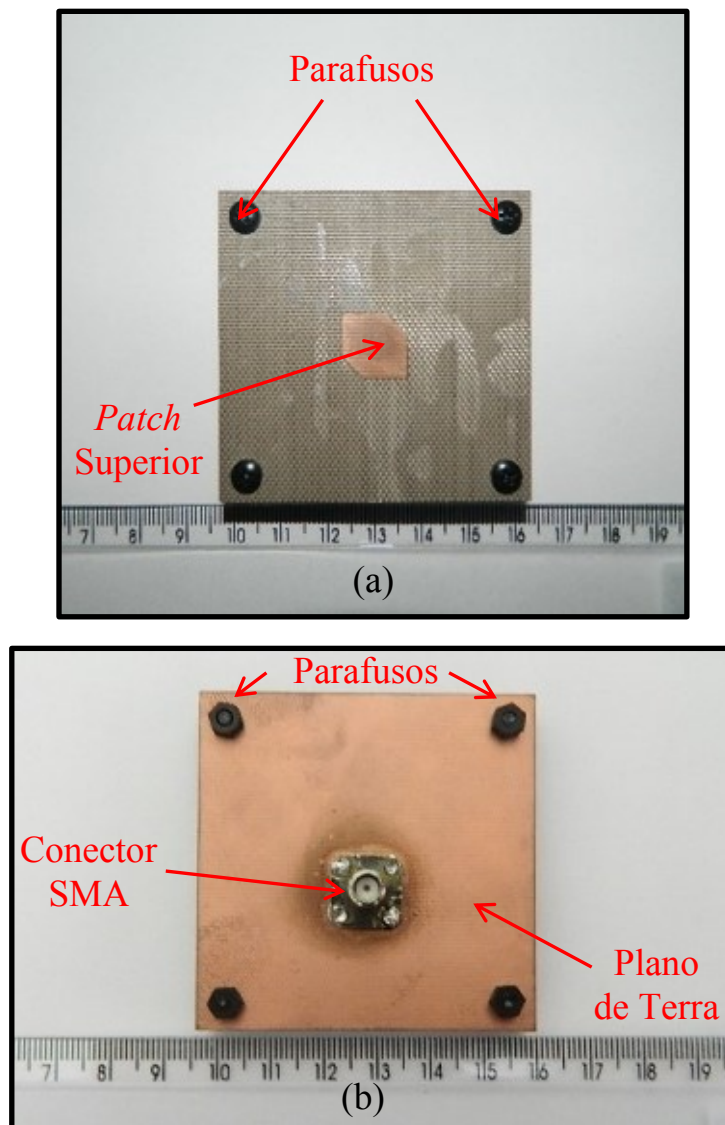 Parafusos
Patch
Superior
7 8 9 10 11 12 13 14 15 16 17 18 19
(a)
Parafusos
Conector
SMA
Plano
de Terra
7 8 9 10 11 12 13 14 15 16 17 18 19
(b)